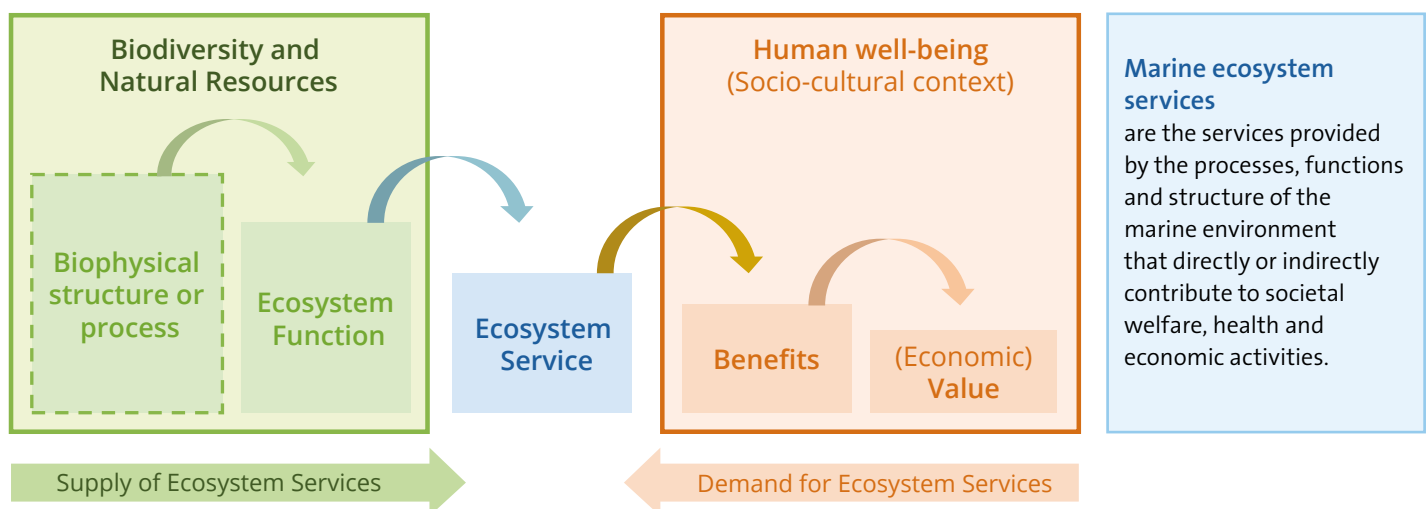 Biodiversity and
Natural Resources
Biophysical
structure or
process
Ecosystem
Function
Ecosystem
Service
Human well-being
(Socio-cultural context)
Benefits
(Economic)
Value
Marine ecosystem
services
are the services provided
by the processes, functions
and structure of the
marine environment
that directly or indirectly
contribute to societal
welfare, health and
economic activities.
Supply of Ecosystem Services
Demand for Ecosystem Services